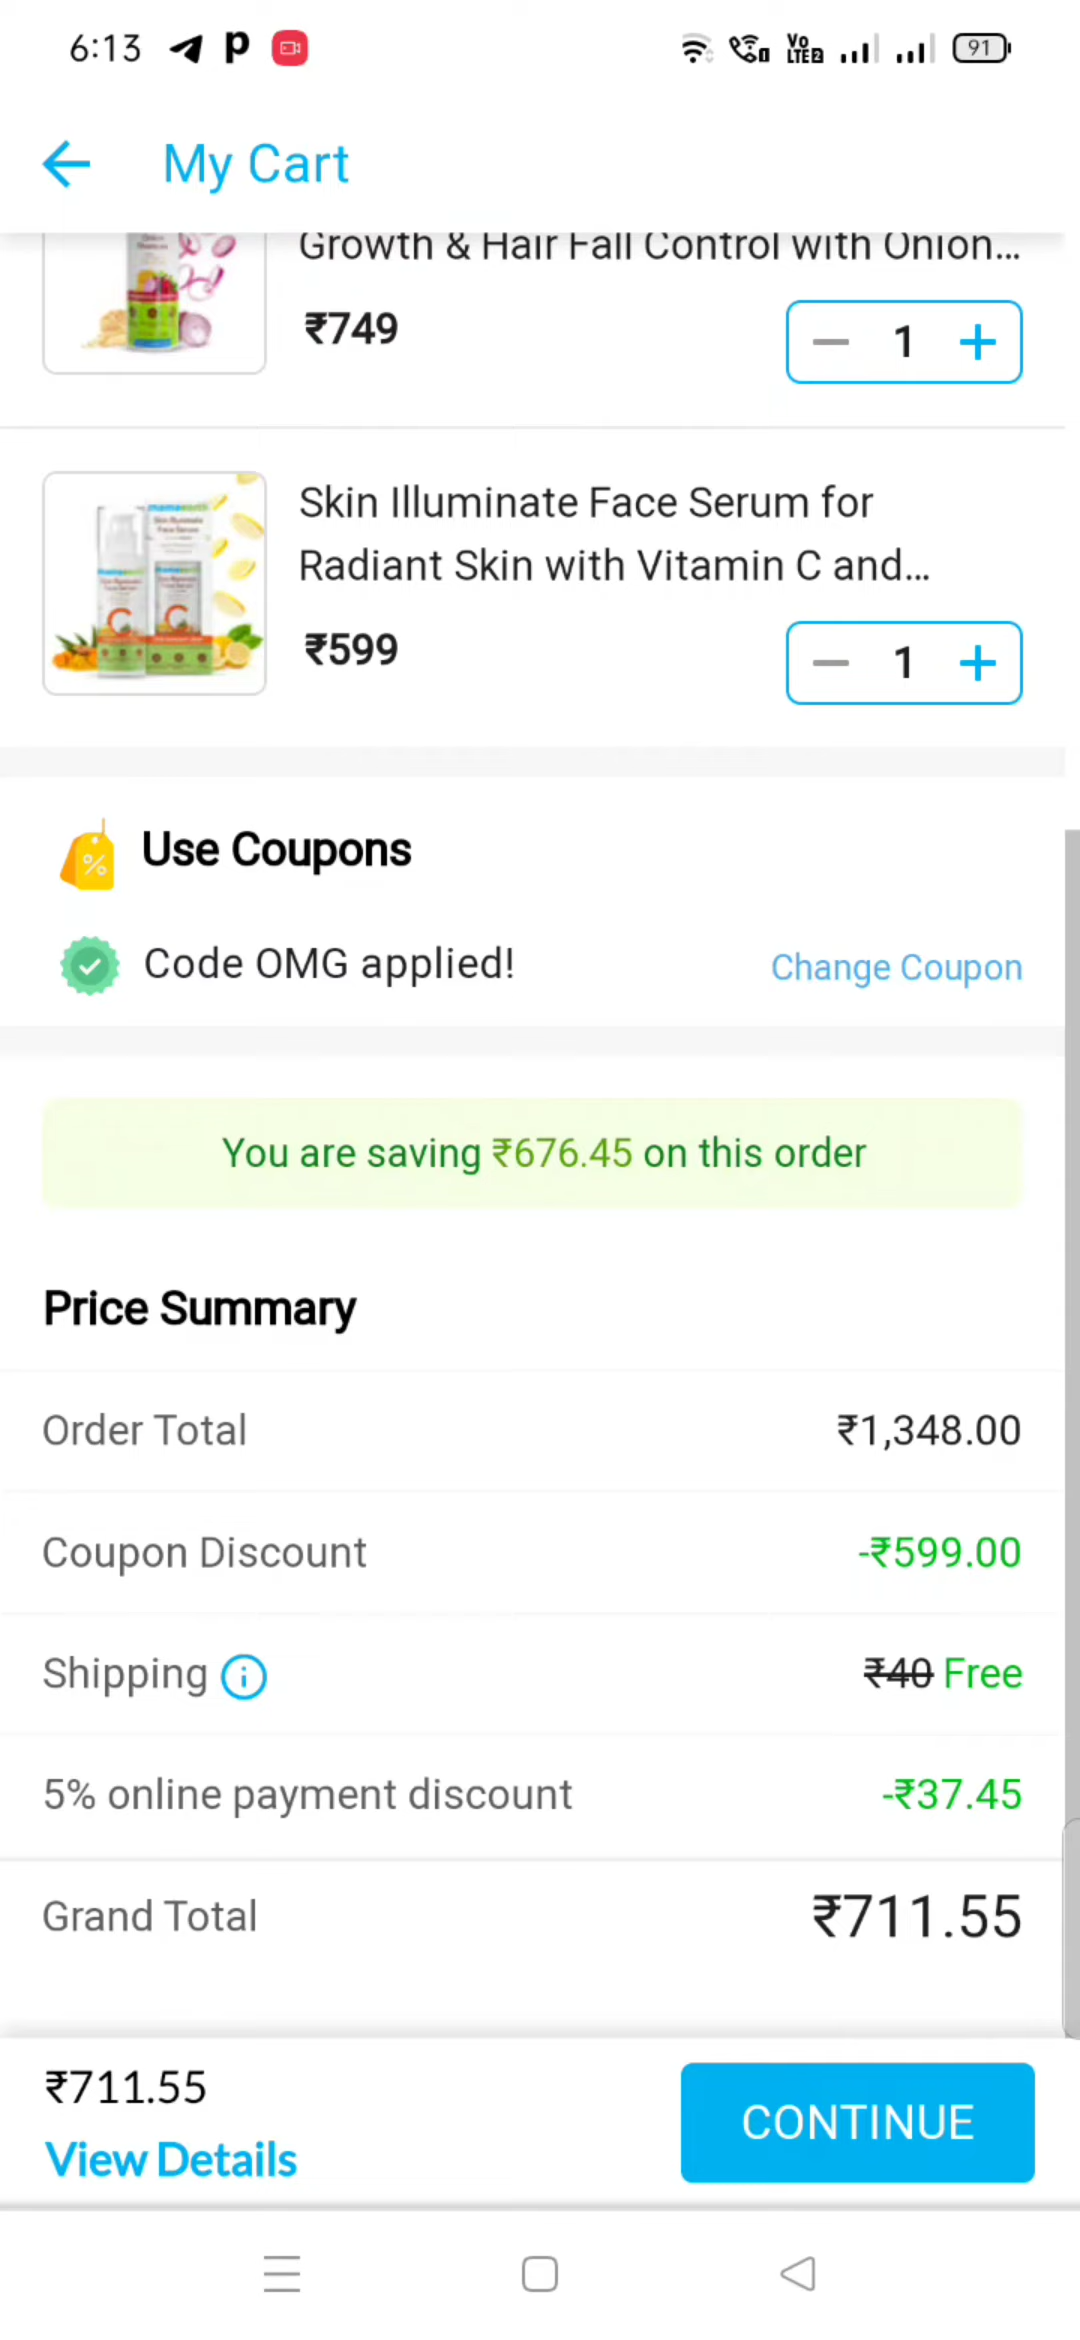 6:13
VoLTE2
91
My Cart
Growth & Hair Fall Control with Onion...
₹749
1
mamaearth
Skin Illuminate Face Serum for
Radiant Skin with Vitamin C and...
C
C
₹599
1
Use Coupons
Code OMG applied!
Change Coupon
You are saving ₹676.45 on this order
Price Summary
Order Total ₹1,348.00
Coupon Discount -₹599.00
Shipping ₹40 Free
5% online payment discount -₹37.45
Grand Total ₹711.55
₹711.55
View Details
CONTINUE